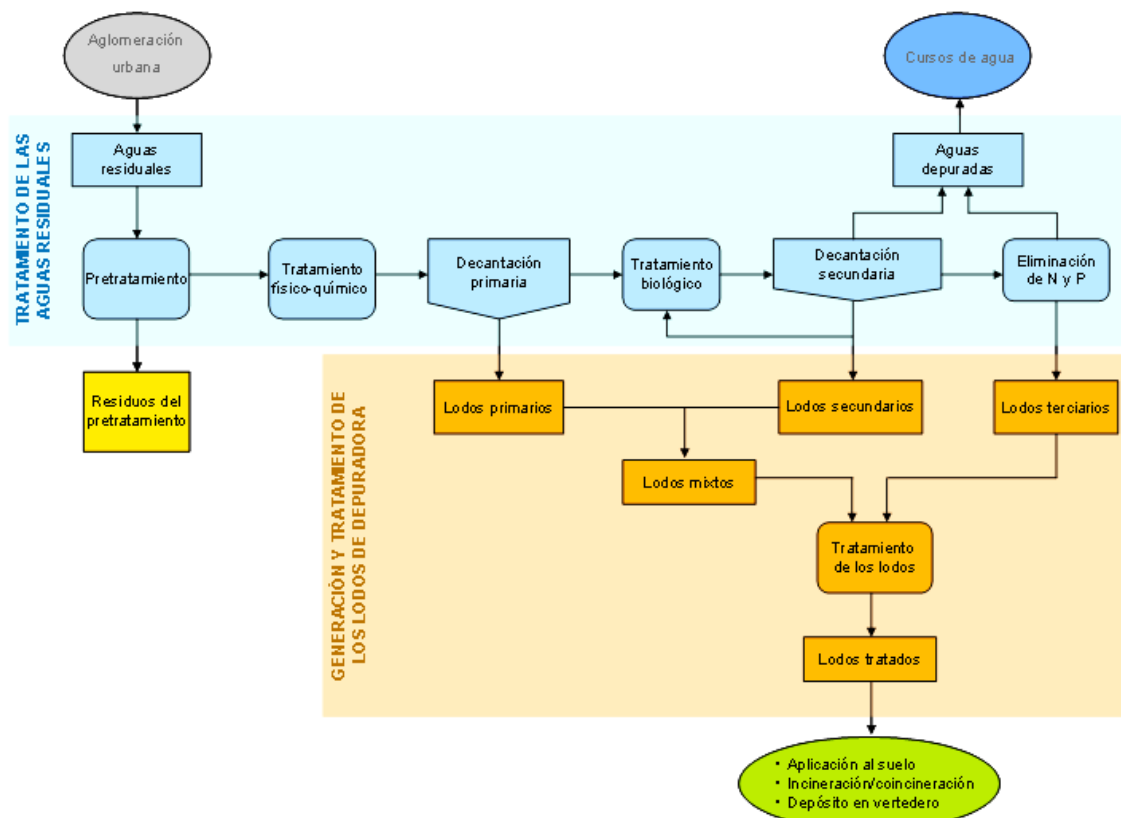 Aglomeración
urbana
Cursos de agua
TRATAMIENTO DE LAS
AGUAS RESIDUALES
Aguas
residuales
Aguas
depuradas
Pretratamiento
Tratamiento
físico-químico
Decantación
primaria
Tratamiento
biológico
Decantación
secundaria
Eliminación
de N y P
Residuos del
pretratamiento
GENERACIÓN Y TRATAMIENTO DE
LOS LODOS DE DEPURADORA
Lodos primarios
Lodos secundarios
Lodos terciarios
Lodos mixtos
Tratamiento
de los lodos
Lodos tratados
• Aplicación al suelo
• Incineración/coincineración
• Depósito en vertedero